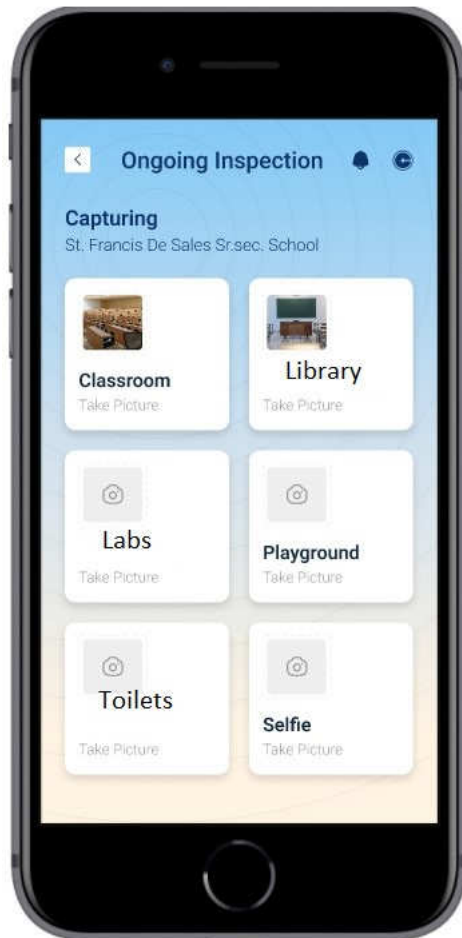 Ongoing Inspection
Capturing
St. Francis De Sales Sr.sec. School
Classroom
Take Picture
Library
Take Picture
Labs
Take Picture
Playground
Take Picture
Toilets
Take Picture
Selfie
Take Picture